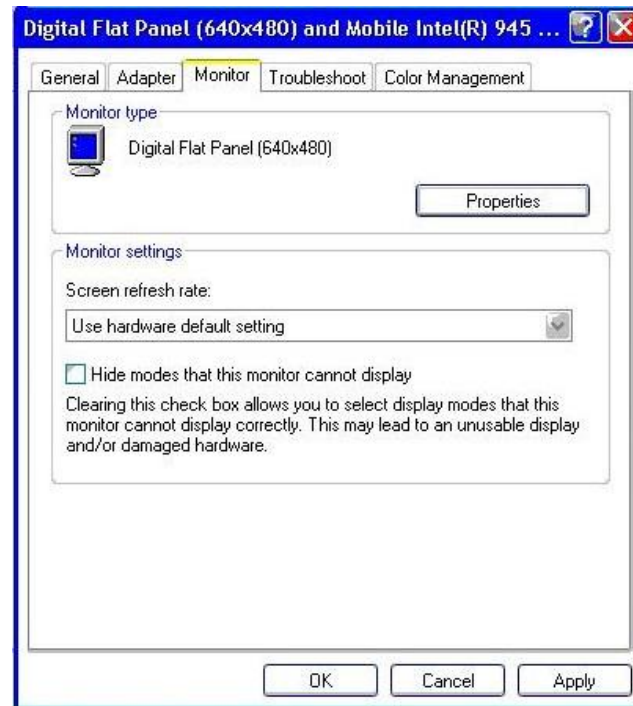 Digital Flat Panel (640x480) and Mobile Intel(R) 945 ...
General Adapter Monitor Troubleshoot Color Management
Monitor type
Digital Flat Panel (640x480)
Properties
Monitor settings
Screen refresh rate:
Use hardware default setting
Hide modes that this monitor cannot display
Clearing this check box allows you to select display modes that this
monitor cannot display correctly. This may lead to an unusable display
and/or damaged hardware.
OK Cancel Apply